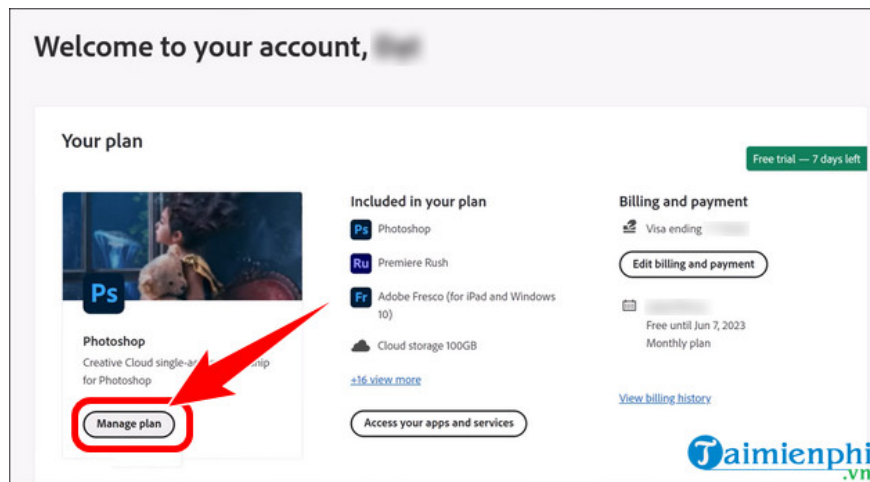 Welcome to your account,
Your plan
Free trial — 7 days left
Ps
Photoshop
Creative Cloud single-
for Photoshop
Manage plan
Included in your plan
Ps Photoshop
Ru Premiere Rush
Fr Adobe Fresco (for iPad and Windows
10)
Cloud storage 100GB
+16 view more
Access your apps and services
Billing and payment
Visa ending
Edit billing and payment
Free until Jun 7, 2023
Monthly plan
View billing history
Taimienphi
.vn